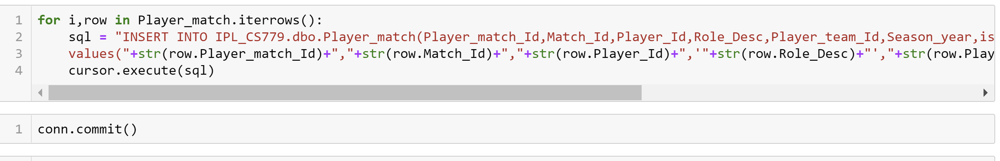 1 for i,row in Player_match.iterrows():
2 sql = "INSERT INTO IPL_CS779.dbo.Player_match(Player_match_Id,Match_Id,Player_Id,Role_Desc,Player_team_Id,Season_year,is
3 values("+str(row.Player_match_Id)+","+str(row.Match_Id)+","+str(row.Player_Id)+",'"+str(row.Role_Desc)+"',"+str(row.Play
4 cursor.execute(sql)
1 conn.commit()